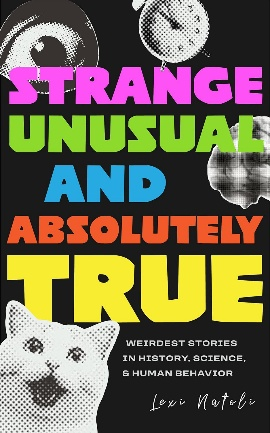 STRANGE
UNUSUAL
AND
ABSOLUTELY
TRUE
WEIRDEST STORIES
IN HISTORY, SCIENCE,
& HUMAN BEHAVIOR
Lexi Natoli